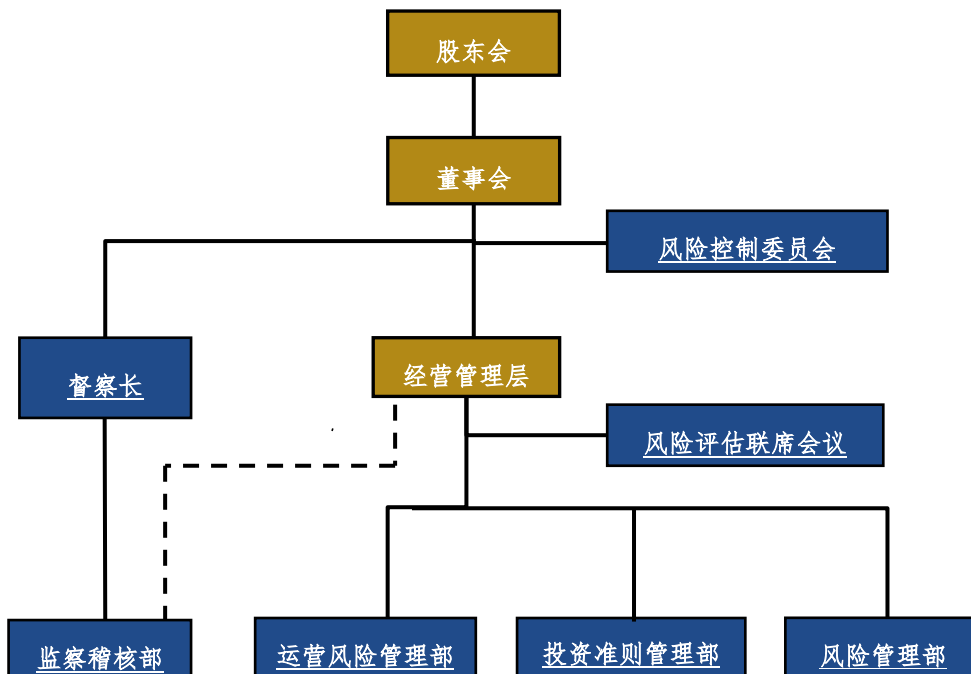 股东会
董事会
风险控制委员会
督察长
经营管理层
风险评估联席会议
监察稽核部
运营风险管理部
投资准则管理部
风险管理部